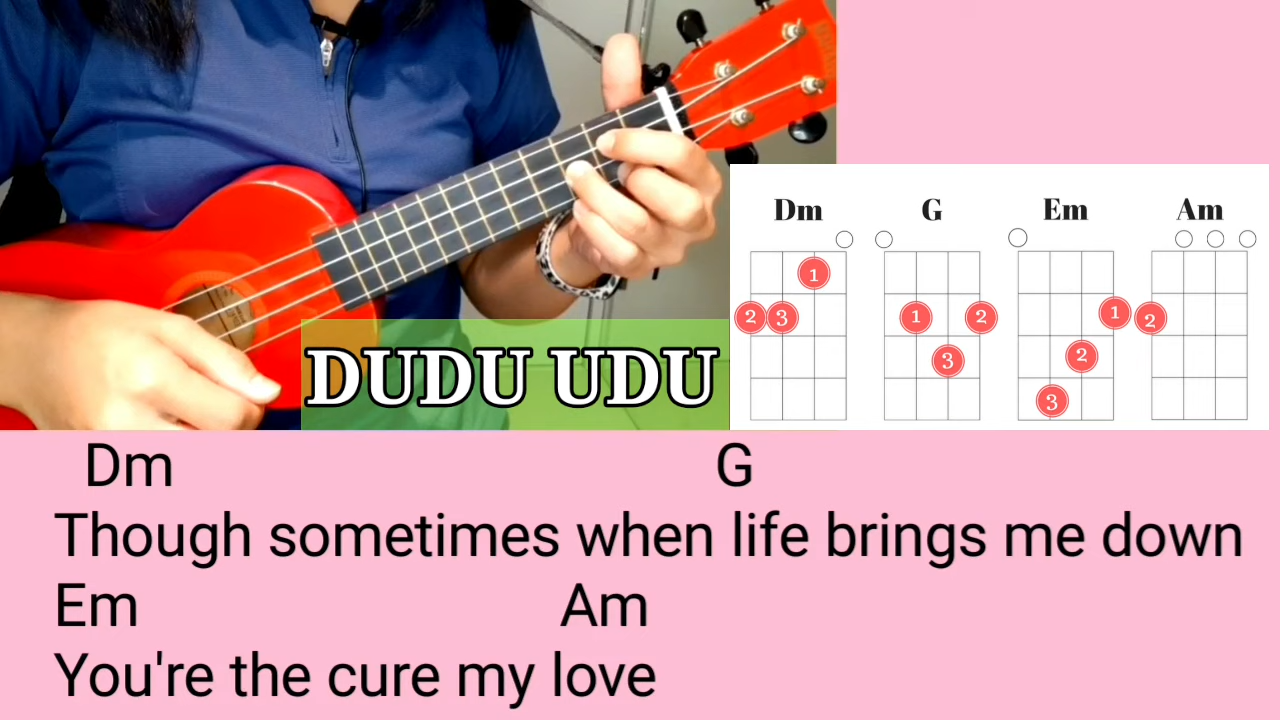 Dm G Em Am
1
2 3
1 2
3
1
2
3
2
DUDU UDU
Dm G
Though sometimes when life brings me down
Em Am
You're the cure my love